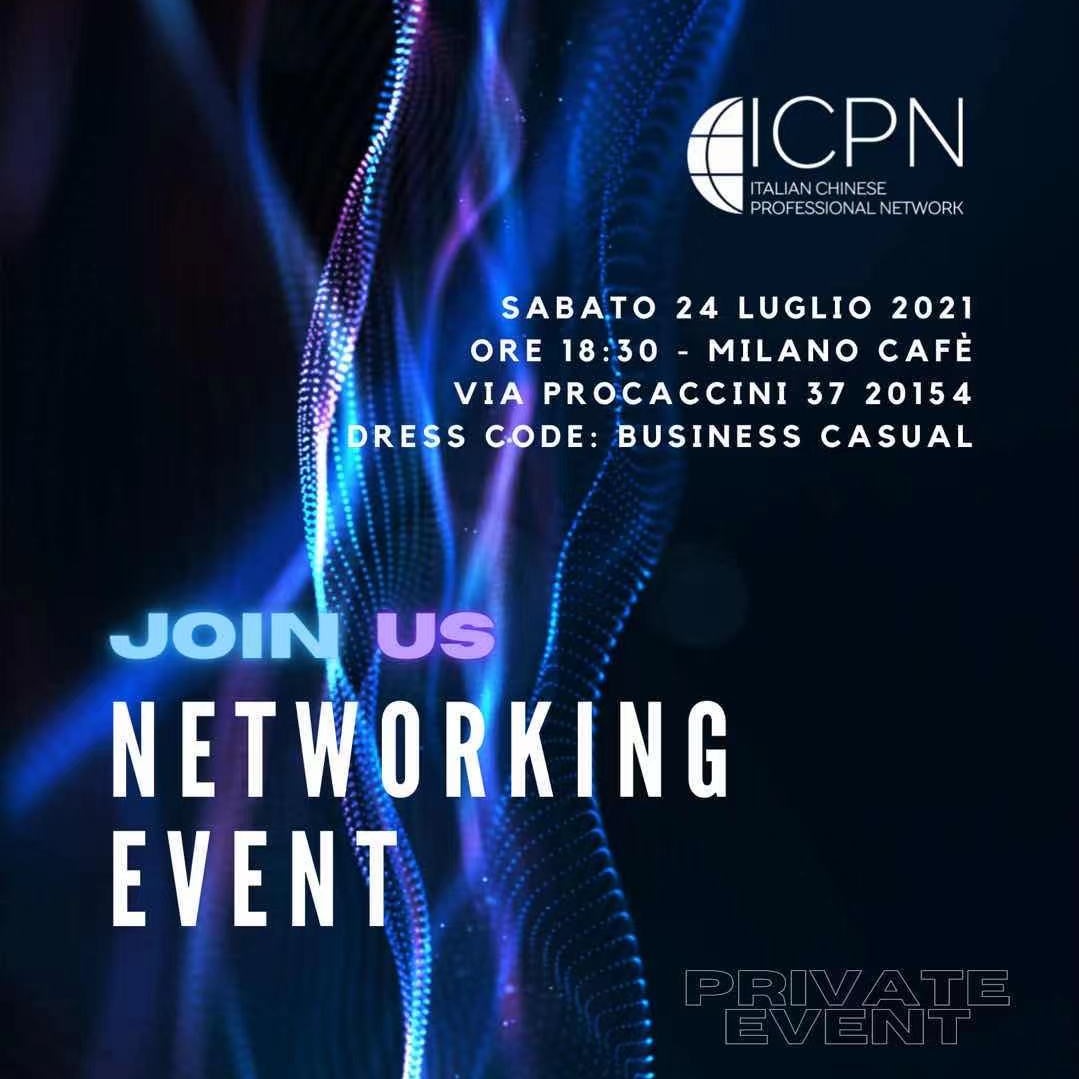 ICPN
ITALIAN CHINESE
PROFESSIONAL NETWORK
SABATO 24 LUGLIO 2021
ORE 18:30 - MILANO CAFÈ
VIA PROCACCINI 37 20154
DRESS CODE: BUSINESS CASUAL
JOIN US
NETWORKING
EVENT
PRIVATE
EVENT